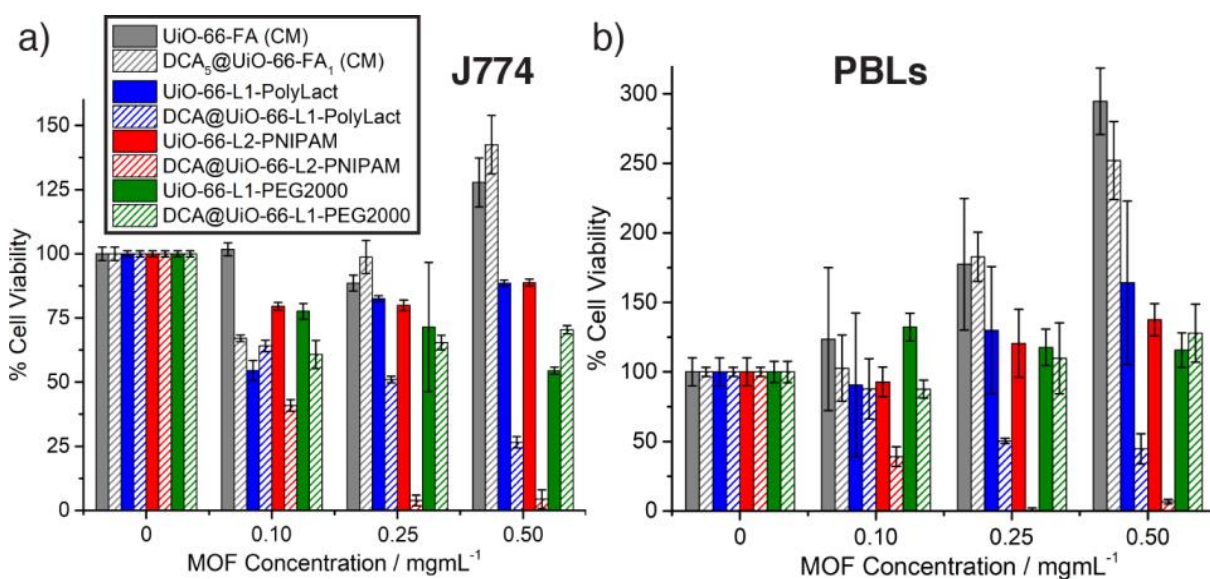 a)
UiO-66-FA (CM)
DCA₅@UiO-66-FA₁ (CM)
UiO-66-L1-PolyLact
DCA@UiO-66-L1-PolyLact
UiO-66-L2-PNIPAM
DCA@UiO-66-L2-PNIPAM
UiO-66-L1-PEG2000
DCA@UiO-66-L1-PEG2000
J774
% Cell Viability
150
125
100
75
50
25
0
0 0.10 0.25 0.50
MOF Concentration / mgmL⁻¹
b)
PBLs
% Cell Viability
300
250
200
150
100
50
0
0 0.10 0.25 0.50
MOF Concentration / mgmL⁻¹